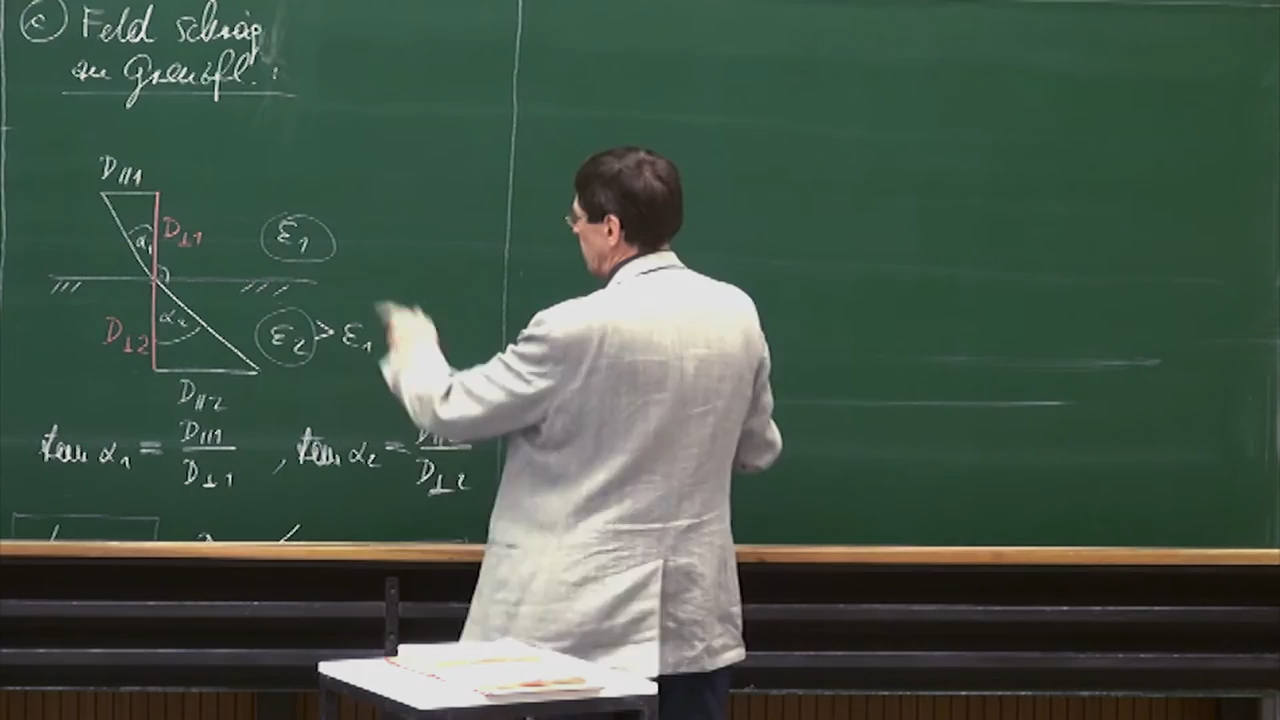 ⓒ Feld schräg
zu Grenzfl.:
D∥1
α₁ D⊥1 ε₁
D⊥2 α₂ ε₂ > ε₁
D∥2
tan α₁ = D∥1 / D⊥1 , tan α₂ = D∥2 / D⊥2